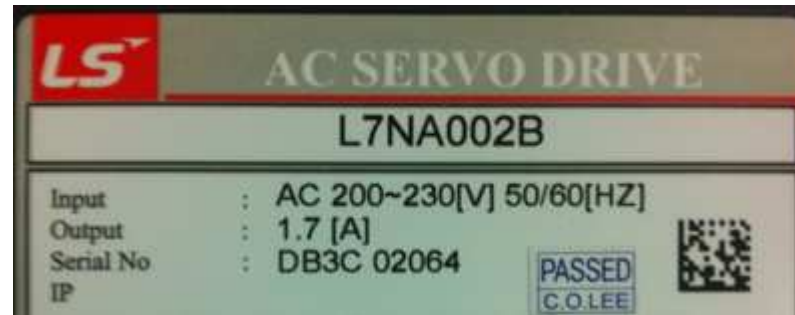 LS
AC SERVO DRIVE
L7NA002B
Input : AC 200~230[V] 50/60[HZ]
Output : 1.7 [A]
Serial No : DB3C 02064
IP
PASSED
C.O.LEE